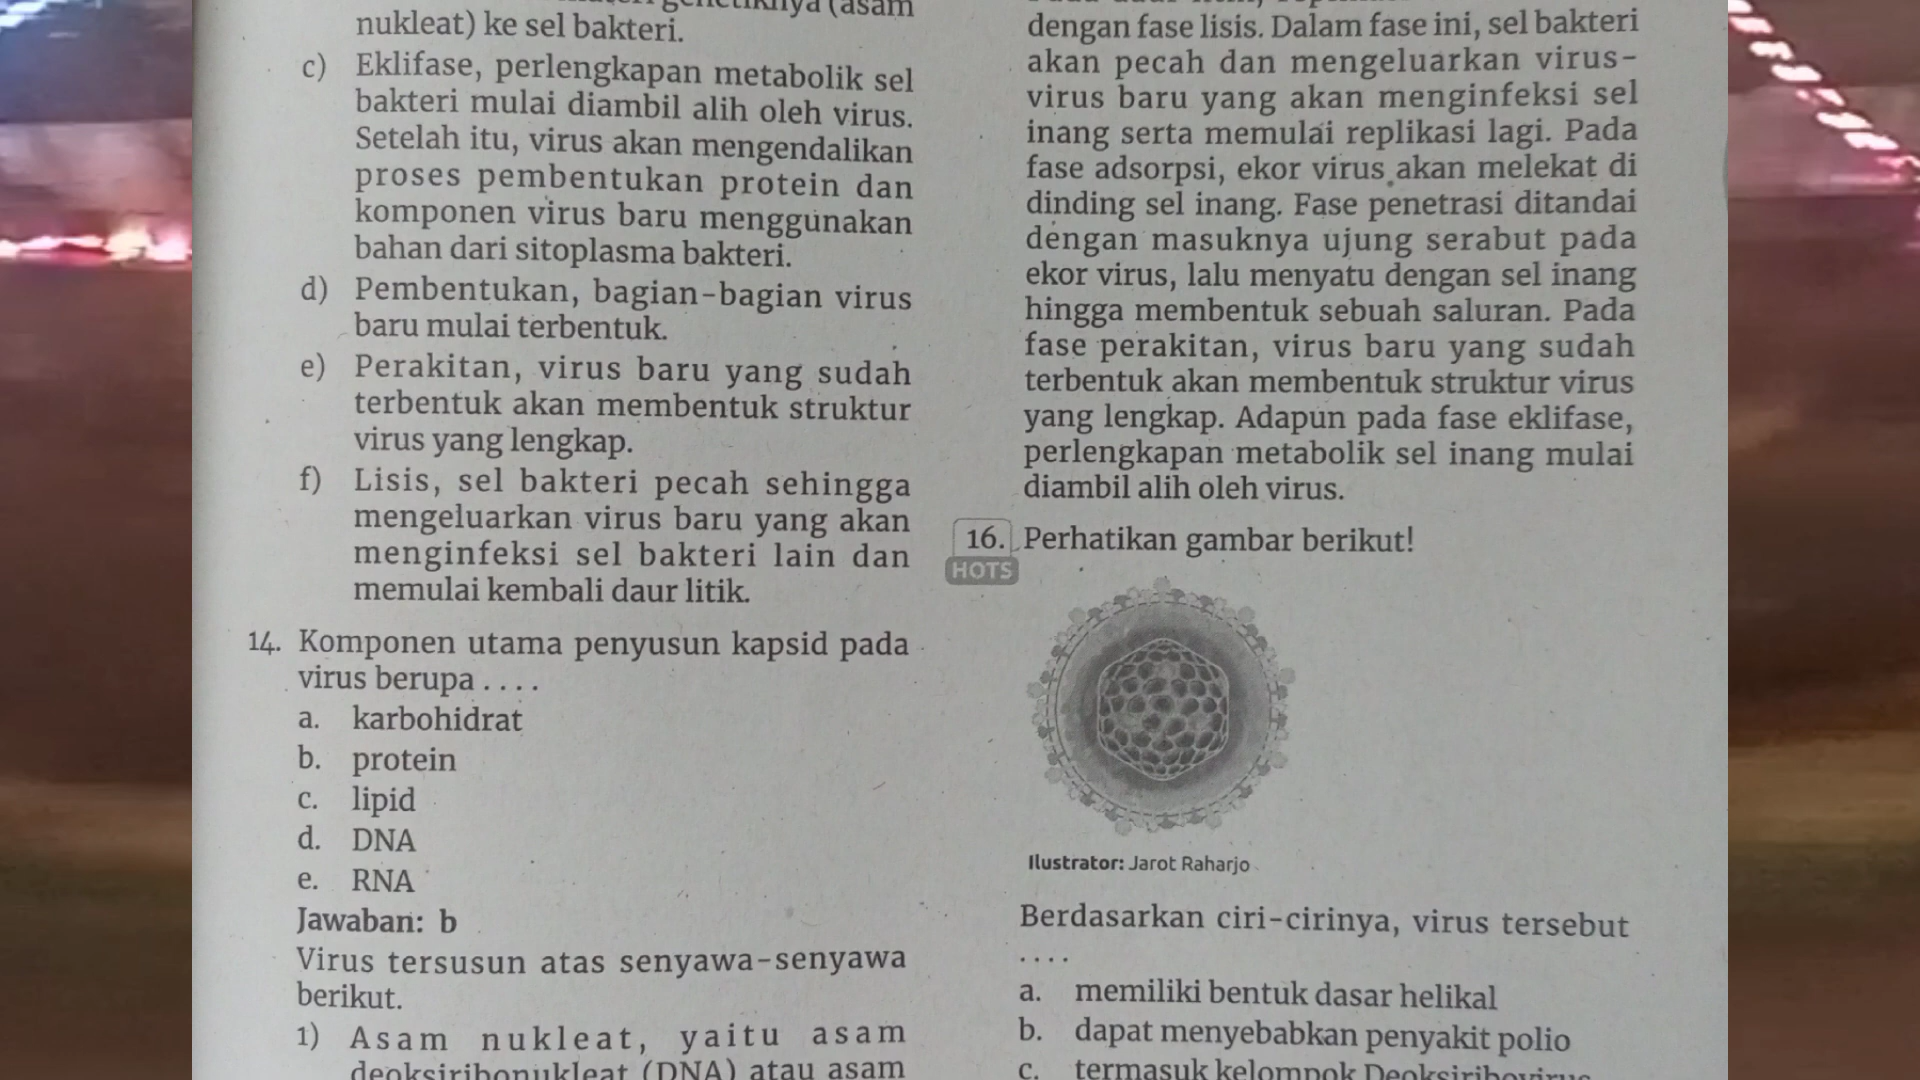 (asam
nukleat) ke sel bakteri.
c) Eklifase, perlengkapan metabolik sel
bakteri mulai diambil alih oleh virus.
Setelah itu, virus akan mengendalikan
proses pembentukan protein dan
komponen virus baru menggunakan
bahan dari sitoplasma bakteri.
d) Pembentukan, bagian-bagian virus
baru mulai terbentuk.
e) Perakitan, virus baru yang sudah
terbentuk akan membentuk struktur
virus yang lengkap.
f) Lisis, sel bakteri pecah sehingga
mengeluarkan virus baru yang akan
menginfeksi sel bakteri lain dan
memulai kembali daur litik.
14. Komponen utama penyusun kapsid pada
virus berupa . . . .
a. karbohidrat
b. protein
c. lipid
d. DNA
e. RNA
Jawaban: b
Virus tersusun atas senyawa-senyawa
berikut.
1) Asam nukleat, yaitu asam
deoksiribonukleat (DNA) atau asam
dengan fase lisis. Dalam fase ini, sel bakteri
akan pecah dan mengeluarkan virus-
virus baru yang akan menginfeksi sel
inang serta memulai replikasi lagi. Pada
fase adsorpsi, ekor virus akan melekat di
dinding sel inang. Fase penetrasi ditandai
dengan masuknya ujung serabut pada
ekor virus, lalu menyatu dengan sel inang
hingga membentuk sebuah saluran. Pada
fase perakitan, virus baru yang sudah
terbentuk akan membentuk struktur virus
yang lengkap. Adapun pada fase eklifase,
perlengkapan metabolik sel inang mulai
diambil alih oleh virus.
16. Perhatikan gambar berikut!
HOTS
Ilustrator: Jarot Raharjo
Berdasarkan ciri-cirinya, virus tersebut
. . . .
a. memiliki bentuk dasar helikal
b. dapat menyebabkan penyakit polio
c. termasuk kelompok Deoksiribovirus